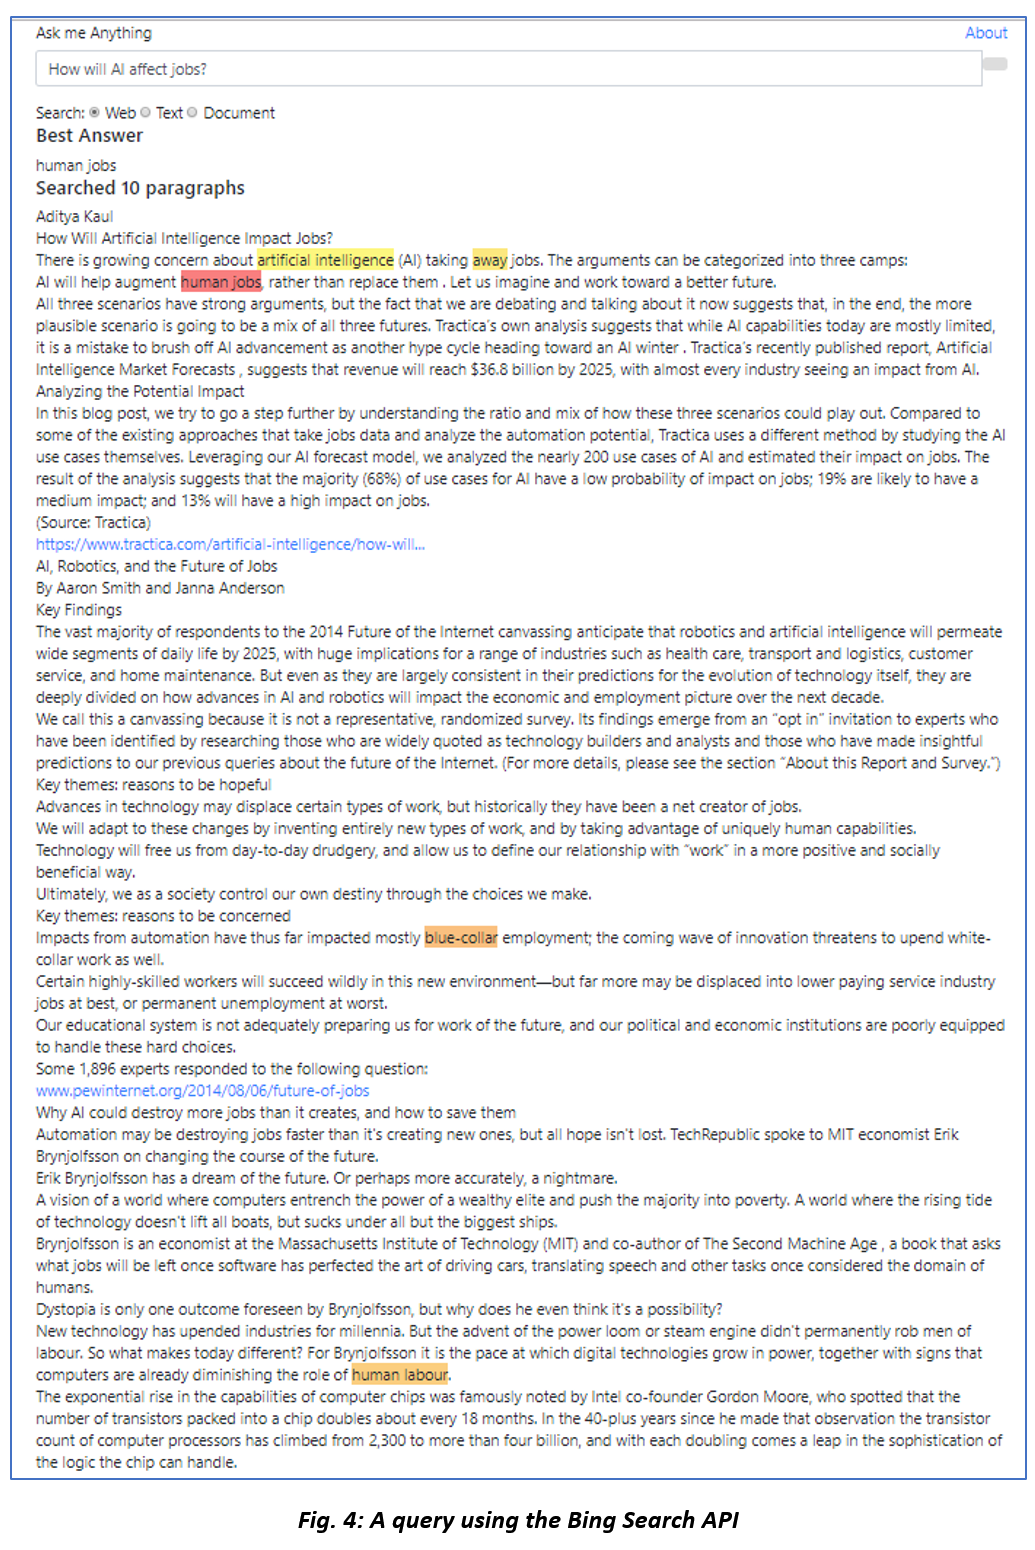 Ask me Anything
About
How will AI affect jobs?
Search: Web Text Document
Best Answer
human jobs
Searched 10 paragraphs
Aditya Kaul
How Will Artificial Intelligence Impact Jobs?
There is growing concern about artificial intelligence (AI) taking away jobs. The arguments can be categorized into three camps:
AI will help augment human jobs, rather than replace them . Let us imagine and work toward a better future.
All three scenarios have strong arguments, but the fact that we are debating and talking about it now suggests that, in the end, the more
plausible scenario is going to be a mix of all three futures. Tractica's own analysis suggests that while AI capabilities today are mostly limited,
it is a mistake to brush off AI advancement as another hype cycle heading toward an AI winter . Tractica's recently published report, Artificial
Intelligence Market Forecasts , suggests that revenue will reach $36.8 billion by 2025, with almost every industry seeing an impact from AI.
Analyzing the Potential Impact
In this blog post, we try to go a step further by understanding the ratio and mix of how these three scenarios could play out. Compared to
some of the existing approaches that take jobs data and analyze the automation potential, Tractica uses a different method by studying the AI
use cases themselves. Leveraging our AI forecast model, we analyzed the nearly 200 use cases of AI and estimated their impact on jobs. The
result of the analysis suggests that the majority (68%) of use cases for AI have a low probability of impact on jobs; 19% are likely to have a
medium impact; and 13% will have a high impact on jobs.
(Source: Tractica)
https://www.tractica.com/artificial-intelligence/how-will...
AI, Robotics, and the Future of Jobs
By Aaron Smith and Janna Anderson
Key Findings
The vast majority of respondents to the 2014 Future of the Internet canvassing anticipate that robotics and artificial intelligence will permeate
wide segments of daily life by 2025, with huge implications for a range of industries such as health care, transport and logistics, customer
service, and home maintenance. But even as they are largely consistent in their predictions for the evolution of technology itself, they are
deeply divided on how advances in AI and robotics will impact the economic and employment picture over the next decade.
We call this a canvassing because it is not a representative, randomized survey. Its findings emerge from an “opt in” invitation to experts who
have been identified by researching those who are widely quoted as technology builders and analysts and those who have made insightful
predictions to our previous queries about the future of the Internet. (For more details, please see the section “About this Report and Survey.”)
Key themes: reasons to be hopeful
Advances in technology may displace certain types of work, but historically they have been a net creator of jobs.
We will adapt to these changes by inventing entirely new types of work, and by taking advantage of uniquely human capabilities.
Technology will free us from day-to-day drudgery, and allow us to define our relationship with “work” in a more positive and socially
beneficial way.
Ultimately, we as a society control our own destiny through the choices we make.
Key themes: reasons to be concerned
Impacts from automation have thus far impacted mostly blue-collar employment; the coming wave of innovation threatens to upend white-
collar work as well.
Certain highly-skilled workers will succeed wildly in this new environment—but far more may be displaced into lower paying service industry
jobs at best, or permanent unemployment at worst.
Our educational system is not adequately preparing us for work of the future, and our political and economic institutions are poorly equipped
to handle these hard choices.
Some 1,896 experts responded to the following question:
www.pewinternet.org/2014/08/06/future-of-jobs
Why AI could destroy more jobs than it creates, and how to save them
Automation may be destroying jobs faster than it's creating new ones, but all hope isn't lost. TechRepublic spoke to MIT economist Erik
Brynjolfsson on changing the course of the future.
Erik Brynjolfsson has a dream of the future. Or perhaps more accurately, a nightmare.
A vision of a world where computers entrench the power of a wealthy elite and push the majority into poverty. A world where the rising tide
of technology doesn't lift all boats, but sucks under all but the biggest ships.
Brynjolfsson is an economist at the Massachusetts Institute of Technology (MIT) and co-author of The Second Machine Age , a book that asks
what jobs will be left once software has perfected the art of driving cars, translating speech and other tasks once considered the domain of
humans.
Dystopia is only one outcome foreseen by Brynjolfsson, but why does he even think it's a possibility?
New technology has upended industries for millennia. But the advent of the power loom or steam engine didn't permanently rob men of
labour. So what makes today different? For Brynjolfsson it is the pace at which digital technologies grow in power, together with signs that
computers are already diminishing the role of human labour.
The exponential rise in the capabilities of computer chips was famously noted by Intel co-founder Gordon Moore, who spotted that the
number of transistors packed into a chip doubles about every 18 months. In the 40-plus years since he made that observation the transistor
count of computer processors has climbed from 2,300 to more than four billion, and with each doubling comes a leap in the sophistication of
the logic the chip can handle.
Fig. 4: A query using the Bing Search API